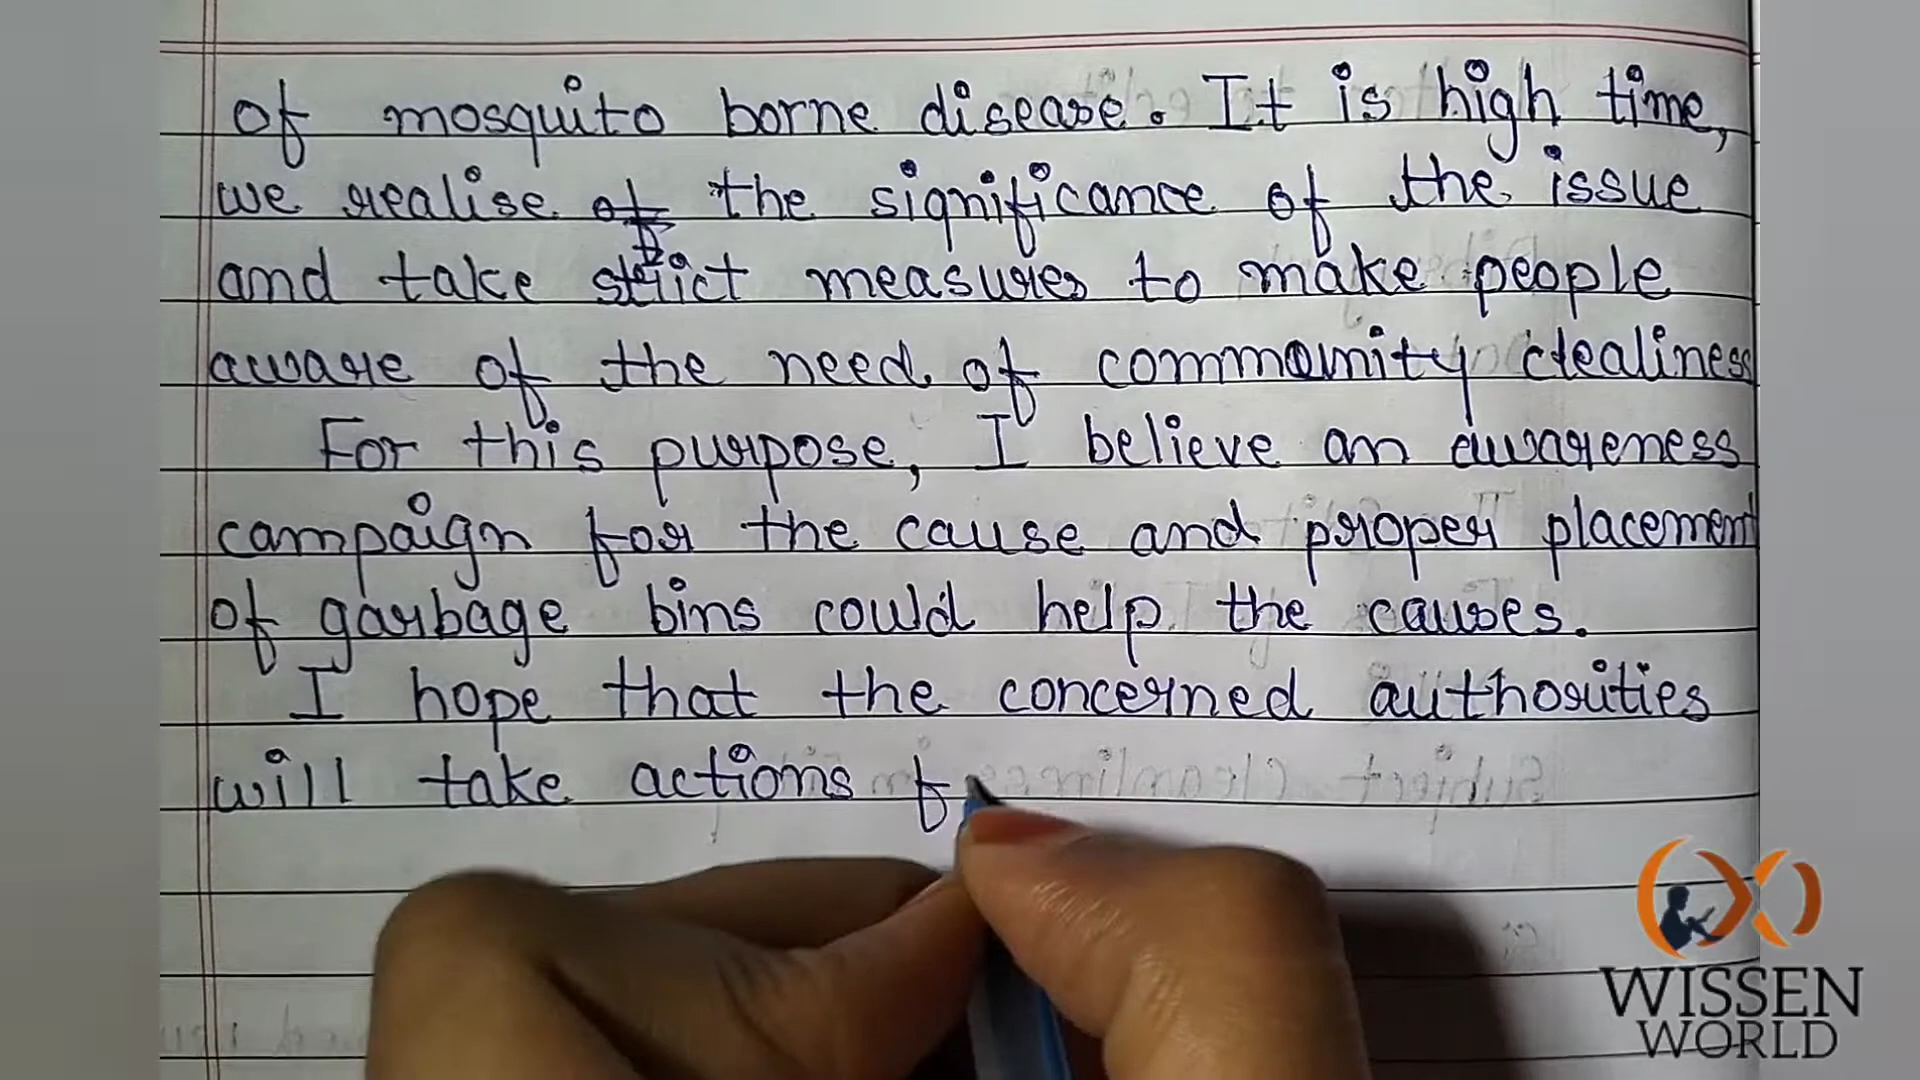 of mosquito borne disease. It is high time,
we realise of the significance of the issue
and take strict measures to make people
aware of the need of community clealiness
For this purpose, I believe an awareness
campaign for the cause and proper placement
of garbage bins could help the causes.
I hope that the concerned authorities
will take actions f
WISSEN
WORLD